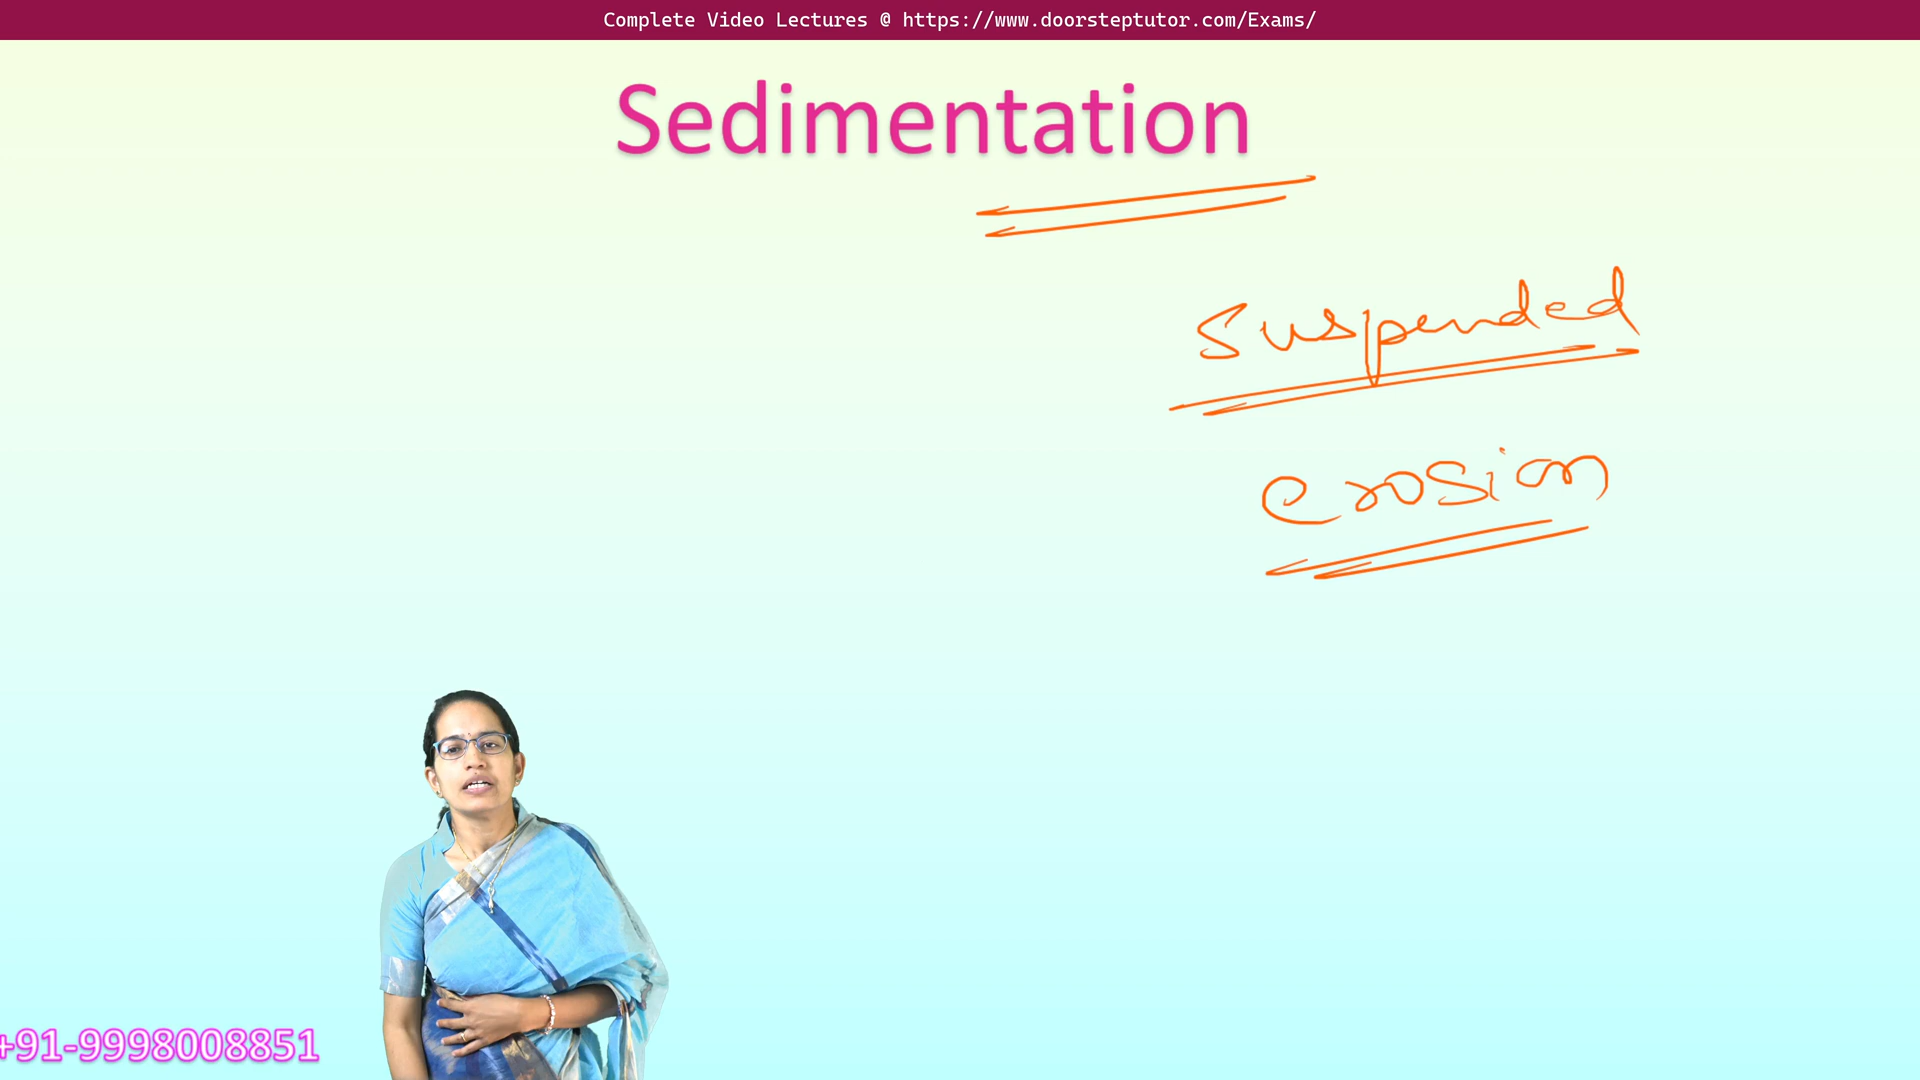 Complete Video Lectures @ https://www.doorsteptutor.com/Exams/
Sedimentation
Suspended
erosion
+91-9998008851